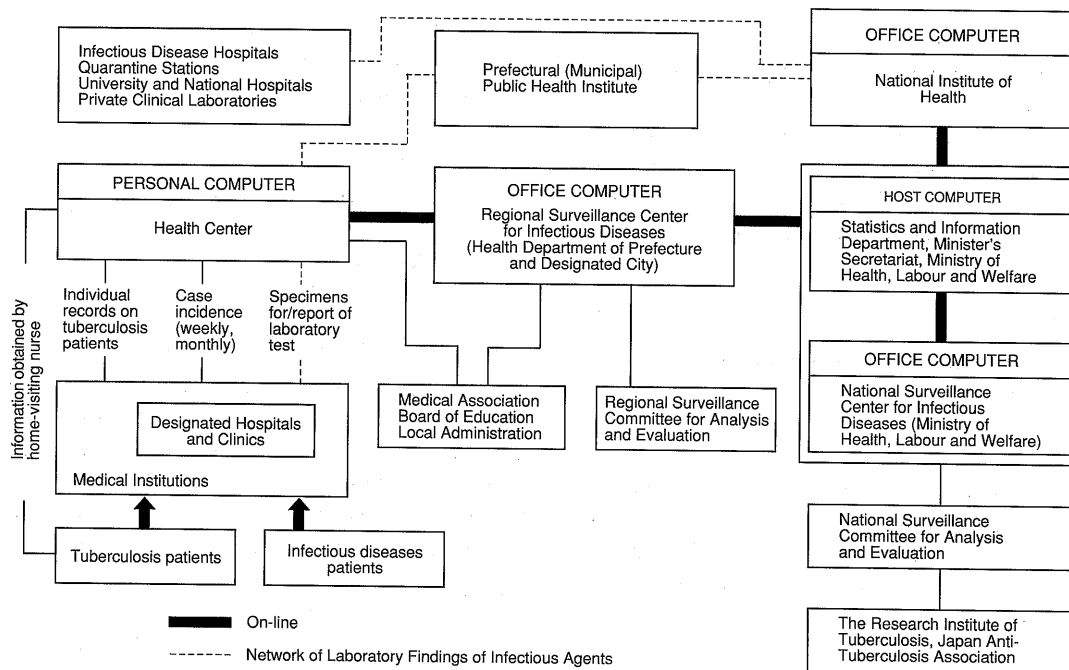 Infectious Disease Hospitals
Quarantine Stations
University and National Hospitals
Private Clinical Laboratories
Prefectural (Municipal)
Public Health Institute
OFFICE COMPUTER
National Institute of
Health
PERSONAL COMPUTER
Health Center
OFFICE COMPUTER
Regional Surveillance Center
for Infectious Diseases
(Health Department of Prefecture
and Designated City)
HOST COMPUTER
Statistics and Information
Department, Minister's
Secretariat, Ministry of
Health, Labour and Welfare
OFFICE COMPUTER
National Surveillance
Center for Infectious
Diseases (Ministry of
Health, Labour and Welfare)
Information obtained by
home-visiting nurse
Individual
records on
tuberculosis
patients
Case
incidence
(weekly,
monthly)
Specimens
for/report of
laboratory
test
Designated Hospitals
and Clinics
Medical Institutions
Medical Association
Board of Education
Local Administration
Regional Surveillance
Committee for Analysis
and Evaluation
Tuberculosis patients
Infectious diseases
patients
National Surveillance
Committee for Analysis
and Evaluation
The Research Institute of
Tuberculosis, Japan Anti-
Tuberculosis Association
On-line
Network of Laboratory Findings of Infectious Agents